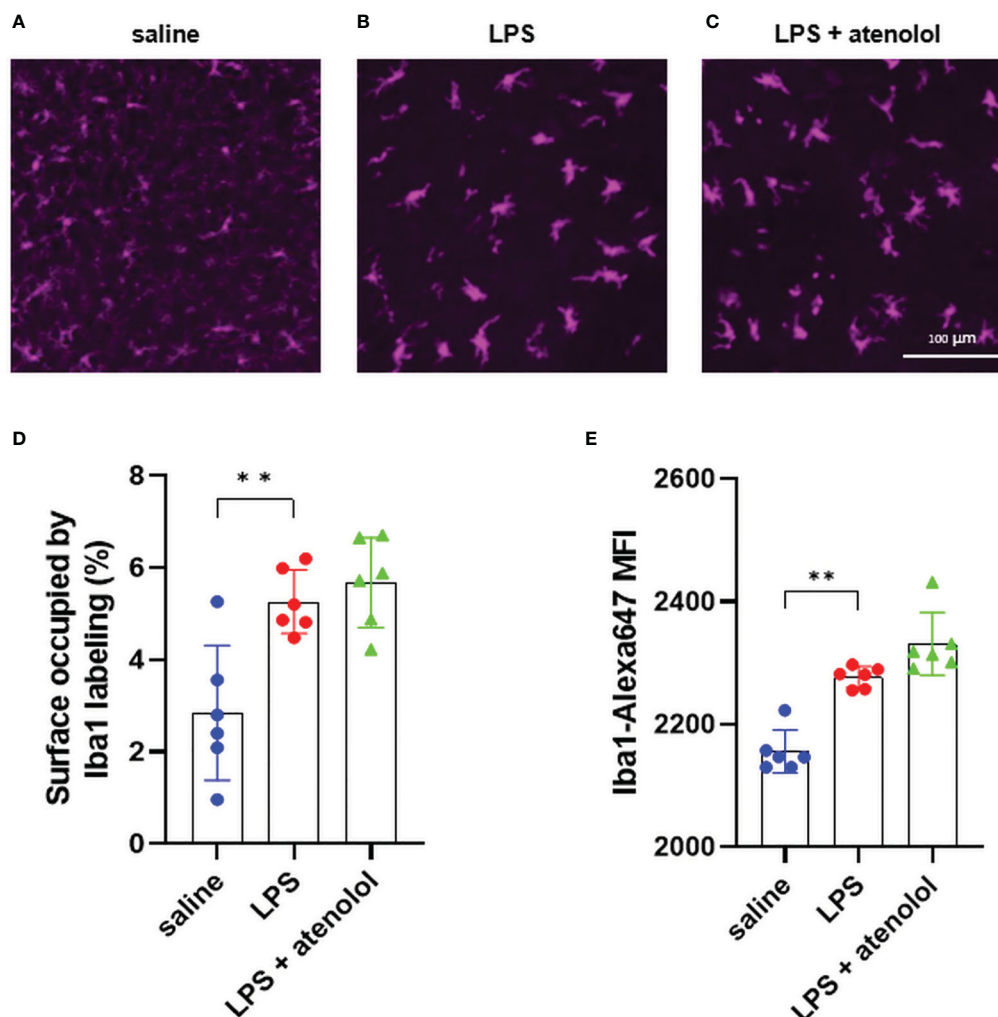 A
saline
B
LPS
C
LPS + atenolol
100 µm
D
Surface occupied by
Iba1 labeling (%)
8
6
4
2
0
* *
saline
LPS
LPS + atenolol
E
Iba1-Alexa647 MFI
2600
2400
2200
2000
**
saline
LPS
LPS + atenolol